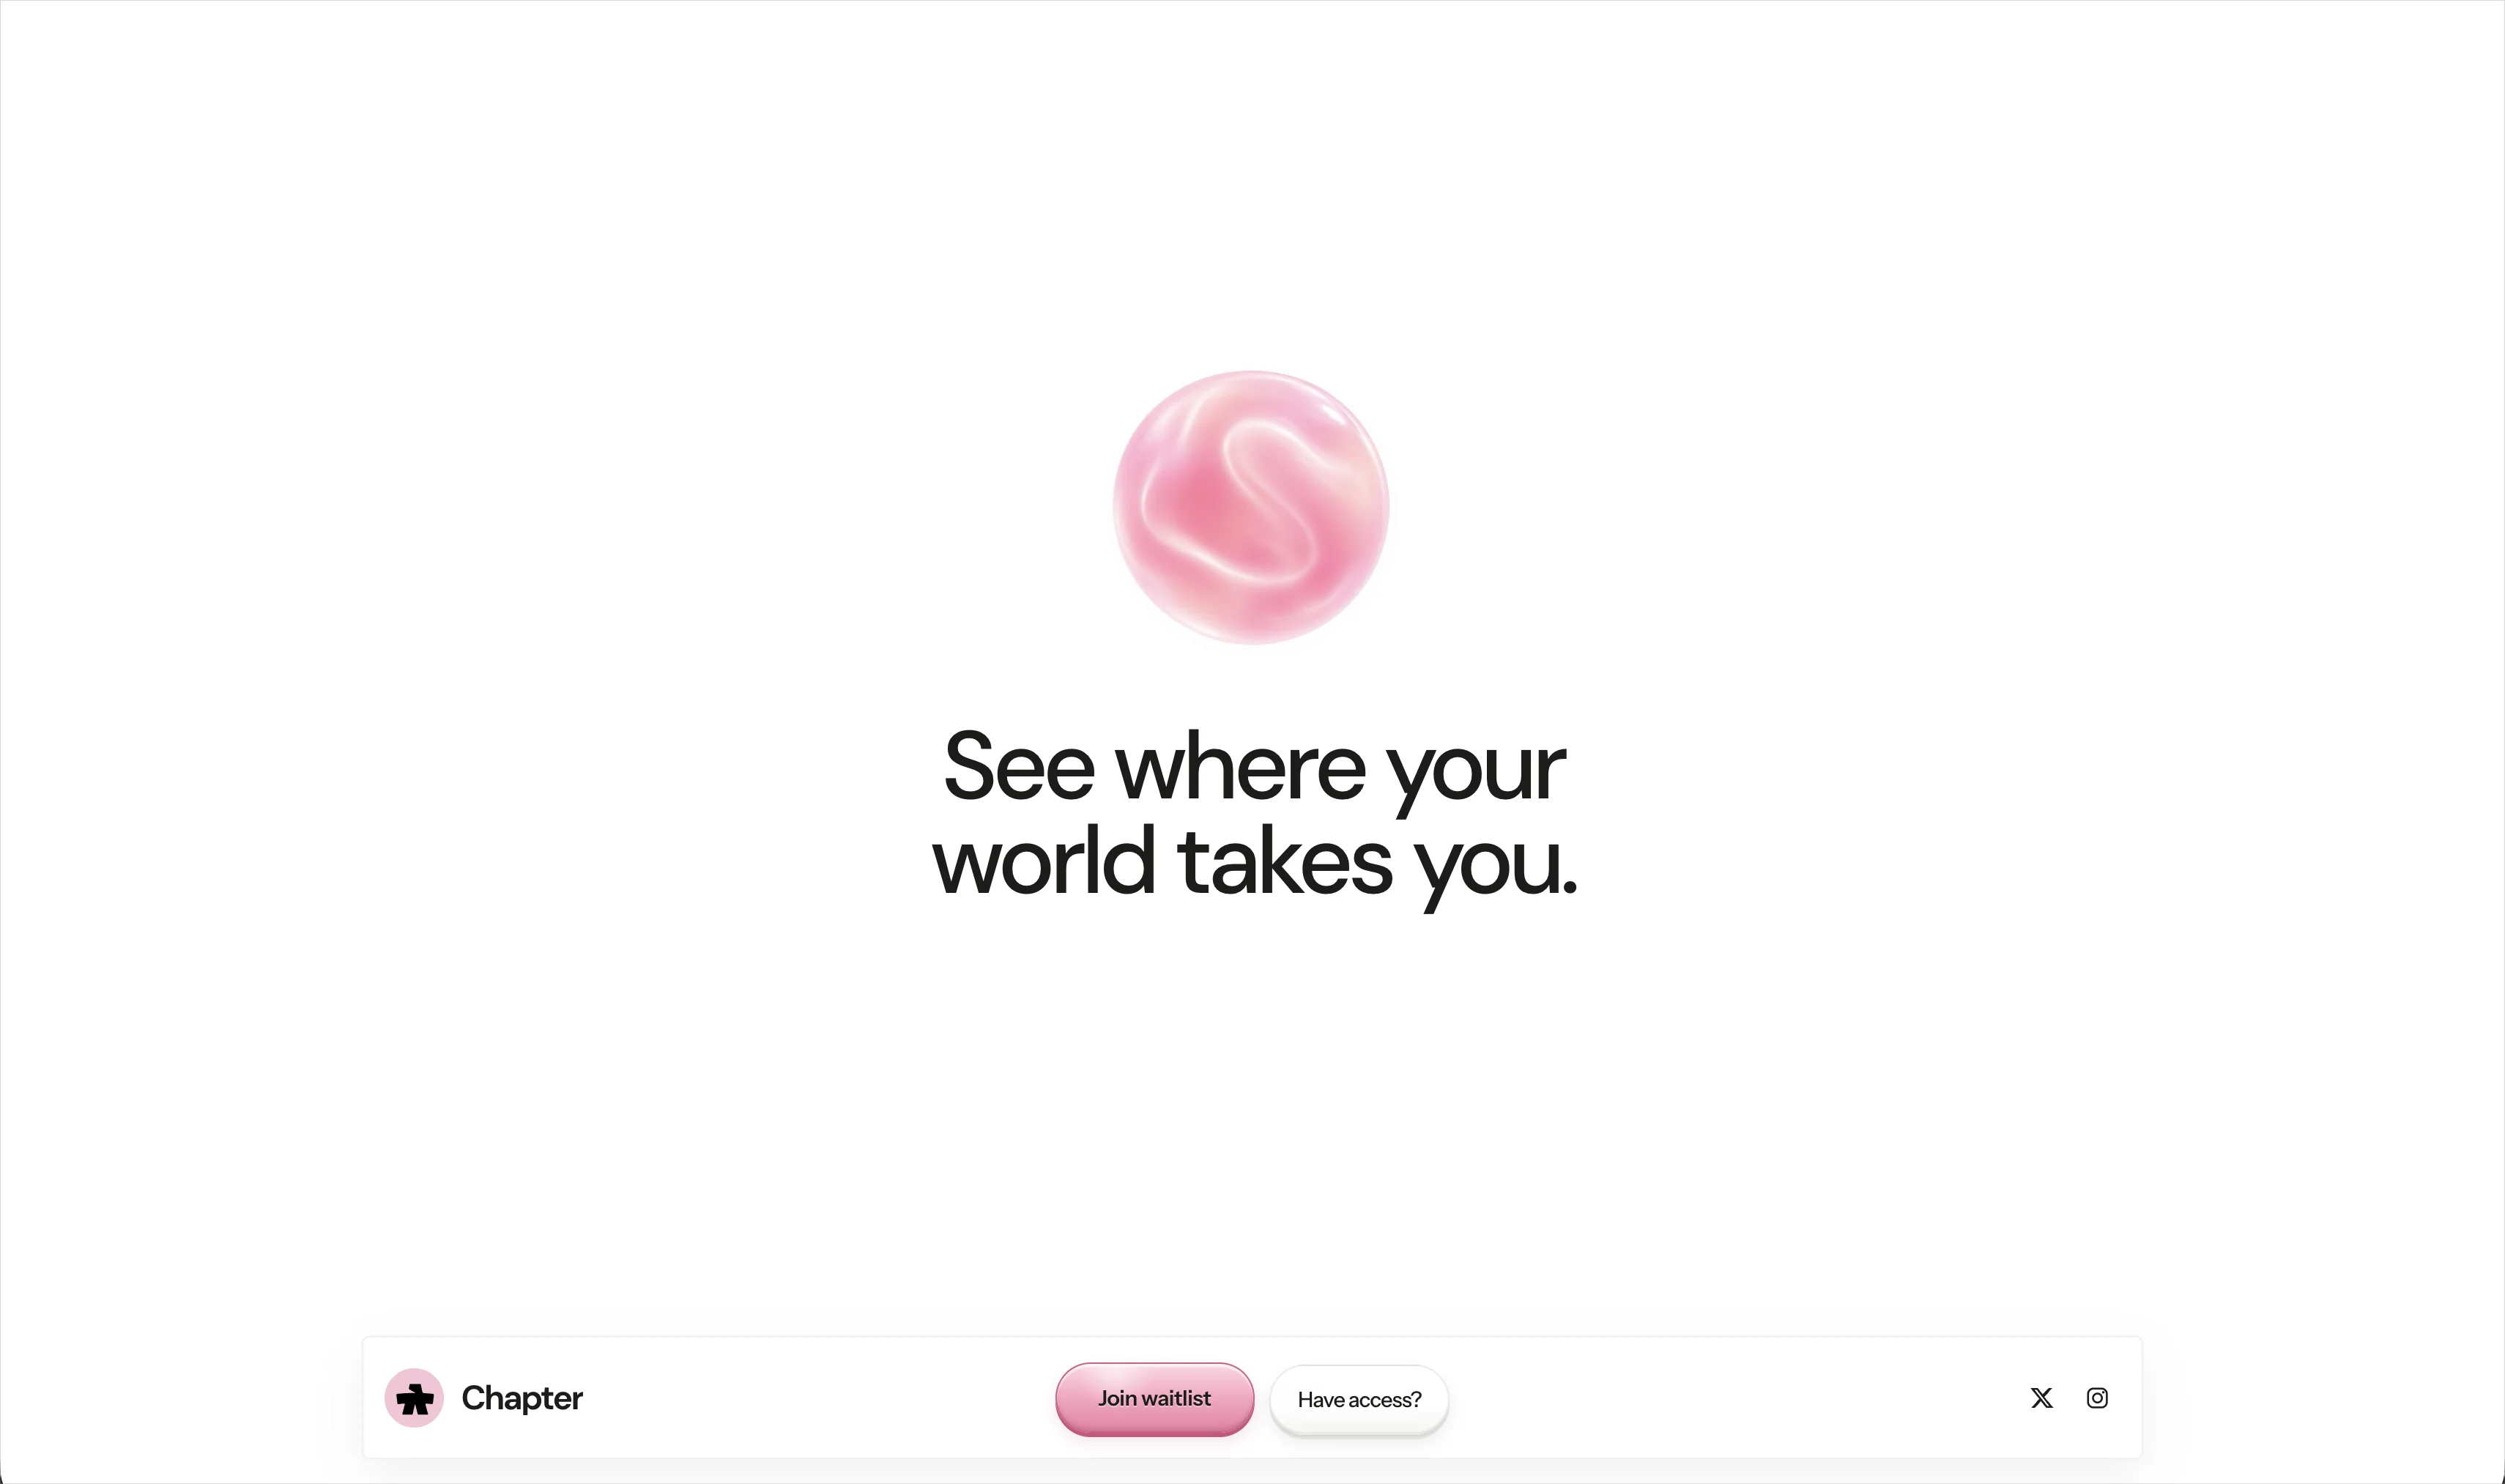 See where your
world takes you.
Chapter
Join waitlist
Have access?